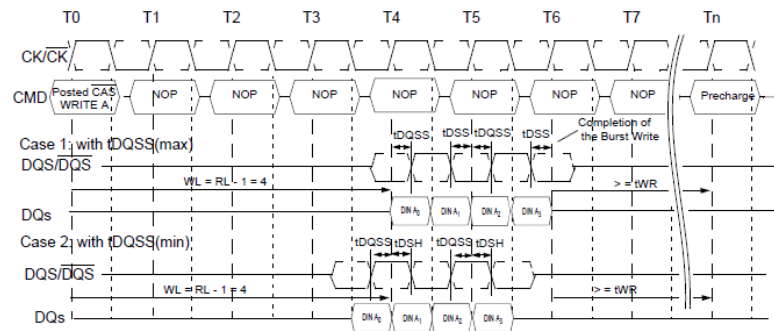 T0 T1 T2 T3 T4 T5 T6 T7 Tn
CK/CK
CMD Posted CAS WRITE A NOP NOP NOP NOP NOP NOP NOP Precharge
Completion of
the Burst Write
tDQSS tDSS tDQSS tDSS
Case 1: with tDQSS(max)
DQS/DQS
WL = RL - 1 = 4 > = tWR
DQs DIN A0 DIN A1 DIN A2 DIN A3
Case 2: with tDQSS(min)
tDQSS tDSH tDQSS tDSH
DQS/DQS
WL = RL - 1 = 4 > = tWR
DQs DIN A0 DIN A1 DIN A2 DIN A3